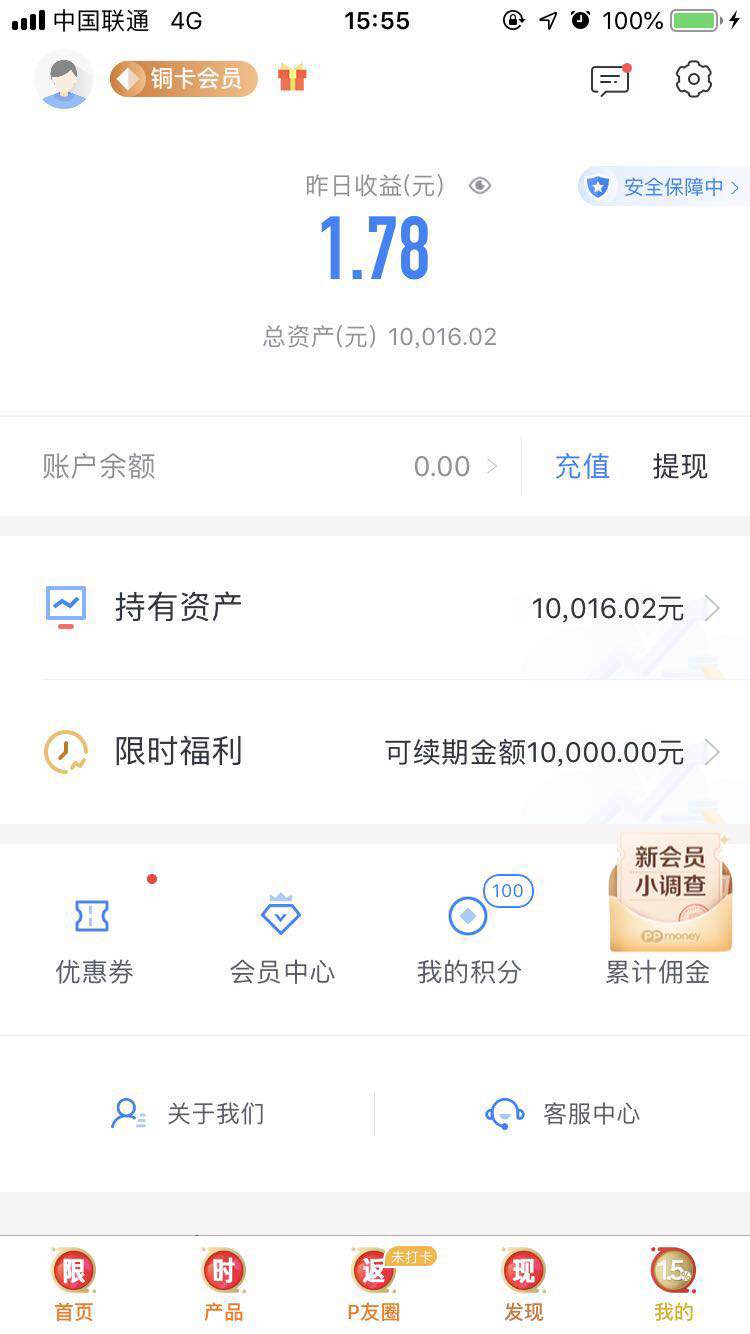 中国联通 4G 15:55 100%
铜卡会员
昨日收益(元)
安全保障中
1.78
总资产(元) 10,016.02
账户余额 0.00 充值 提现
持有资产 10,016.02元
限时福利 可续期金额10,000.00元
新会员
小调查
PPmoney
100
优惠券 会员中心 我的积分 累计佣金
关于我们 客服中心
限 时 返 未打卡 现 1.5%
首页 产品 P友圈 发现 我的